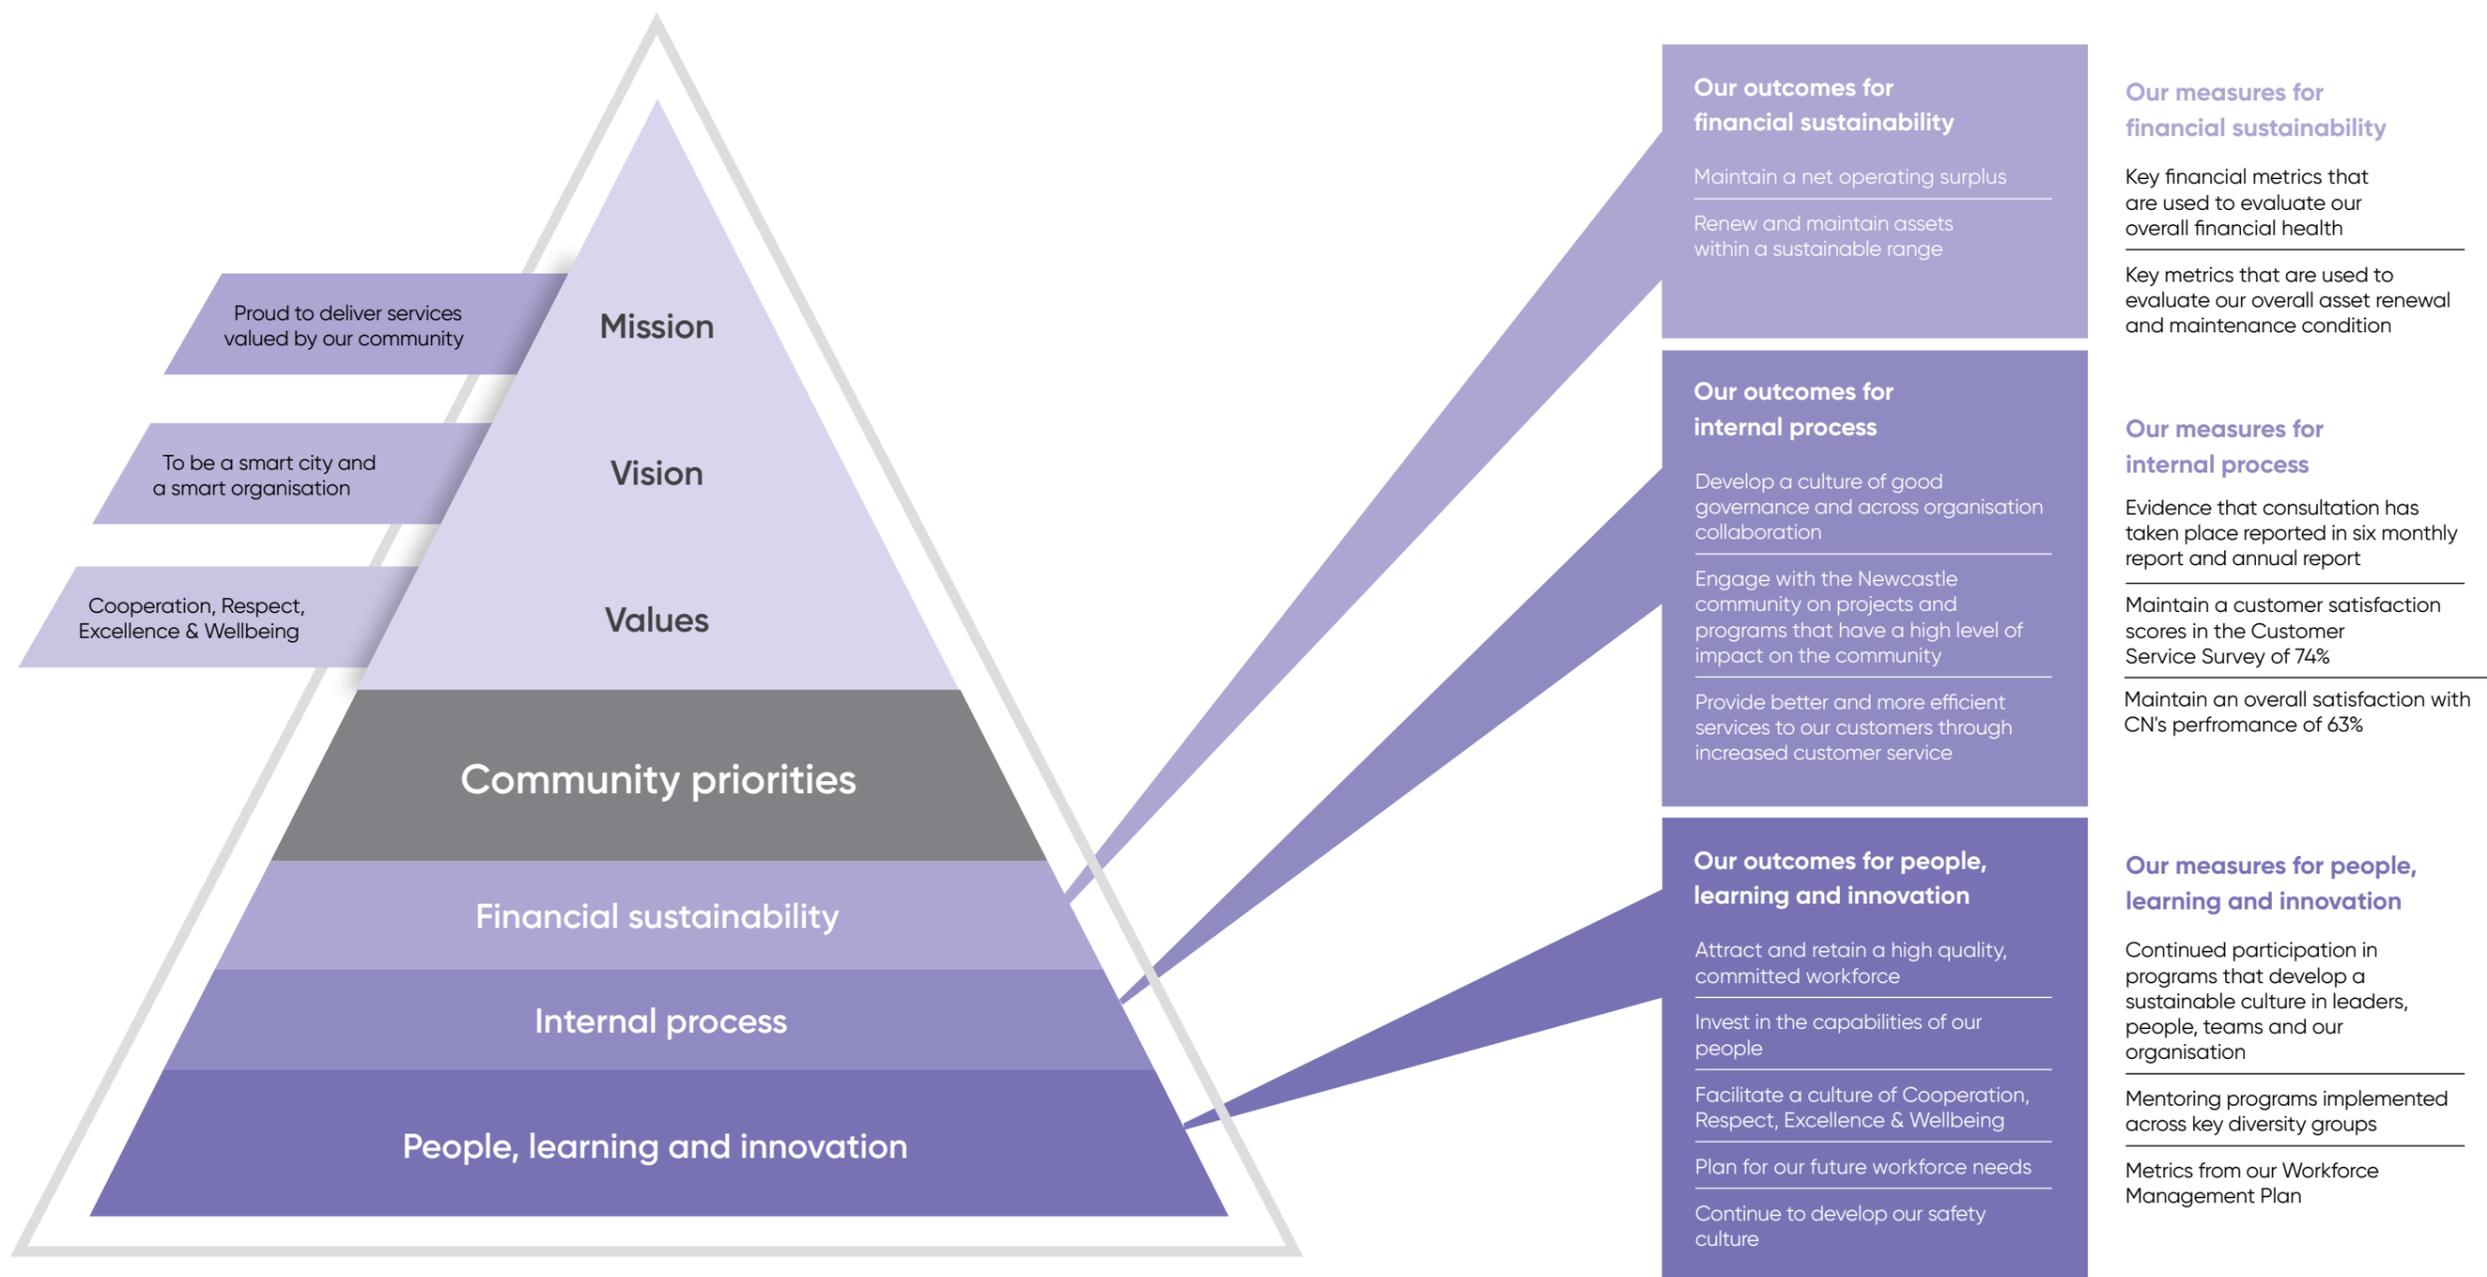 Proud to deliver services
valued by our community
To be a smart city and
a smart organisation
Cooperation, Respect,
Excellence & Wellbeing
Mission
Vision
Values
Community priorities
Financial sustainability
Internal process
People, learning and innovation
Our outcomes for
financial sustainability
Maintain a net operating surplus
Renew and maintain assets
within a sustainable range
Our measures for
financial sustainability
Key financial metrics that
are used to evaluate our
overall financial health
Key metrics that are used to
evaluate our overall asset renewal
and maintenance condition
Our outcomes for
internal process
Develop a culture of good
governance and across organisation
collaboration
Engage with the Newcastle
community on projects and
programs that have a high level of
impact on the community
Provide better and more efficient
services to our customers through
increased customer service
Our measures for
internal process
Evidence that consultation has
taken place reported in six monthly
report and annual report
Maintain a customer satisfaction
scores in the Customer
Service Survey of 74%
Maintain an overall satisfaction with
CN's perfromance of 63%
Our outcomes for people,
learning and innovation
Attract and retain a high quality,
committed workforce
Invest in the capabilities of our
people
Facilitate a culture of Cooperation,
Respect, Excellence & Wellbeing
Plan for our future workforce needs
Continue to develop our safety
culture
Our measures for people,
learning and innovation
Continued participation in
programs that develop a
sustainable culture in leaders,
people, teams and our
organisation
Mentoring programs implemented
across key diversity groups
Metrics from our Workforce
Management Plan